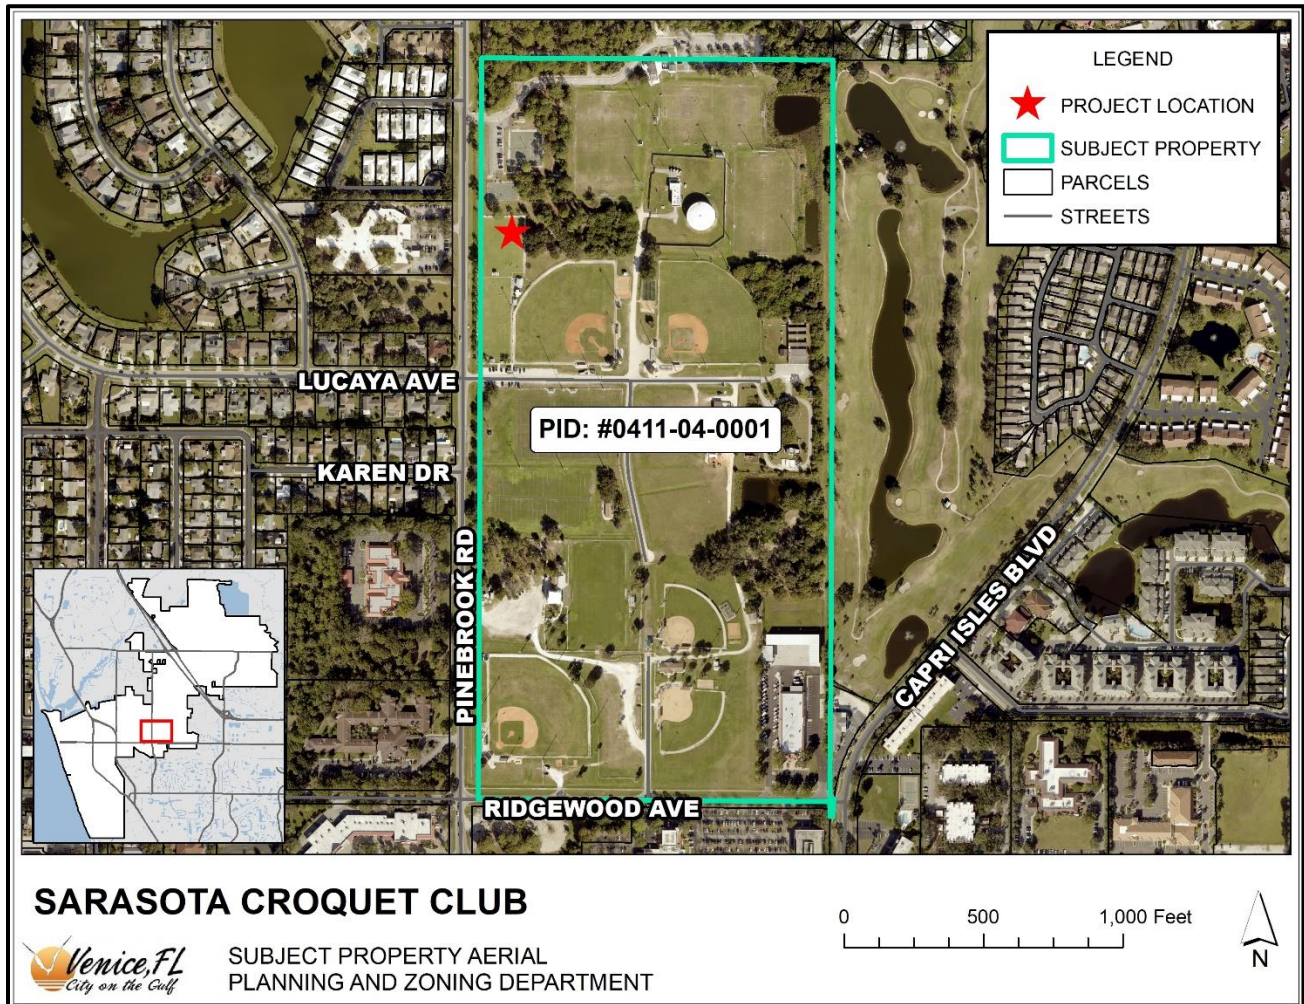 LEGEND
PROJECT LOCATION
SUBJECT PROPERTY
PARCELS
STREETS
LUCAYA AVE
PID: #0411-04-0001
KAREN DR
PINEBROOK RD
CAPRI ISLES BLVD
RIDGEWOOD AVE
SARASOTA CROQUET CLUB
Venice, FL
City on the Gulf
SUBJECT PROPERTY AERIAL
PLANNING AND ZONING DEPARTMENT
0 500 1,000 Feet
N